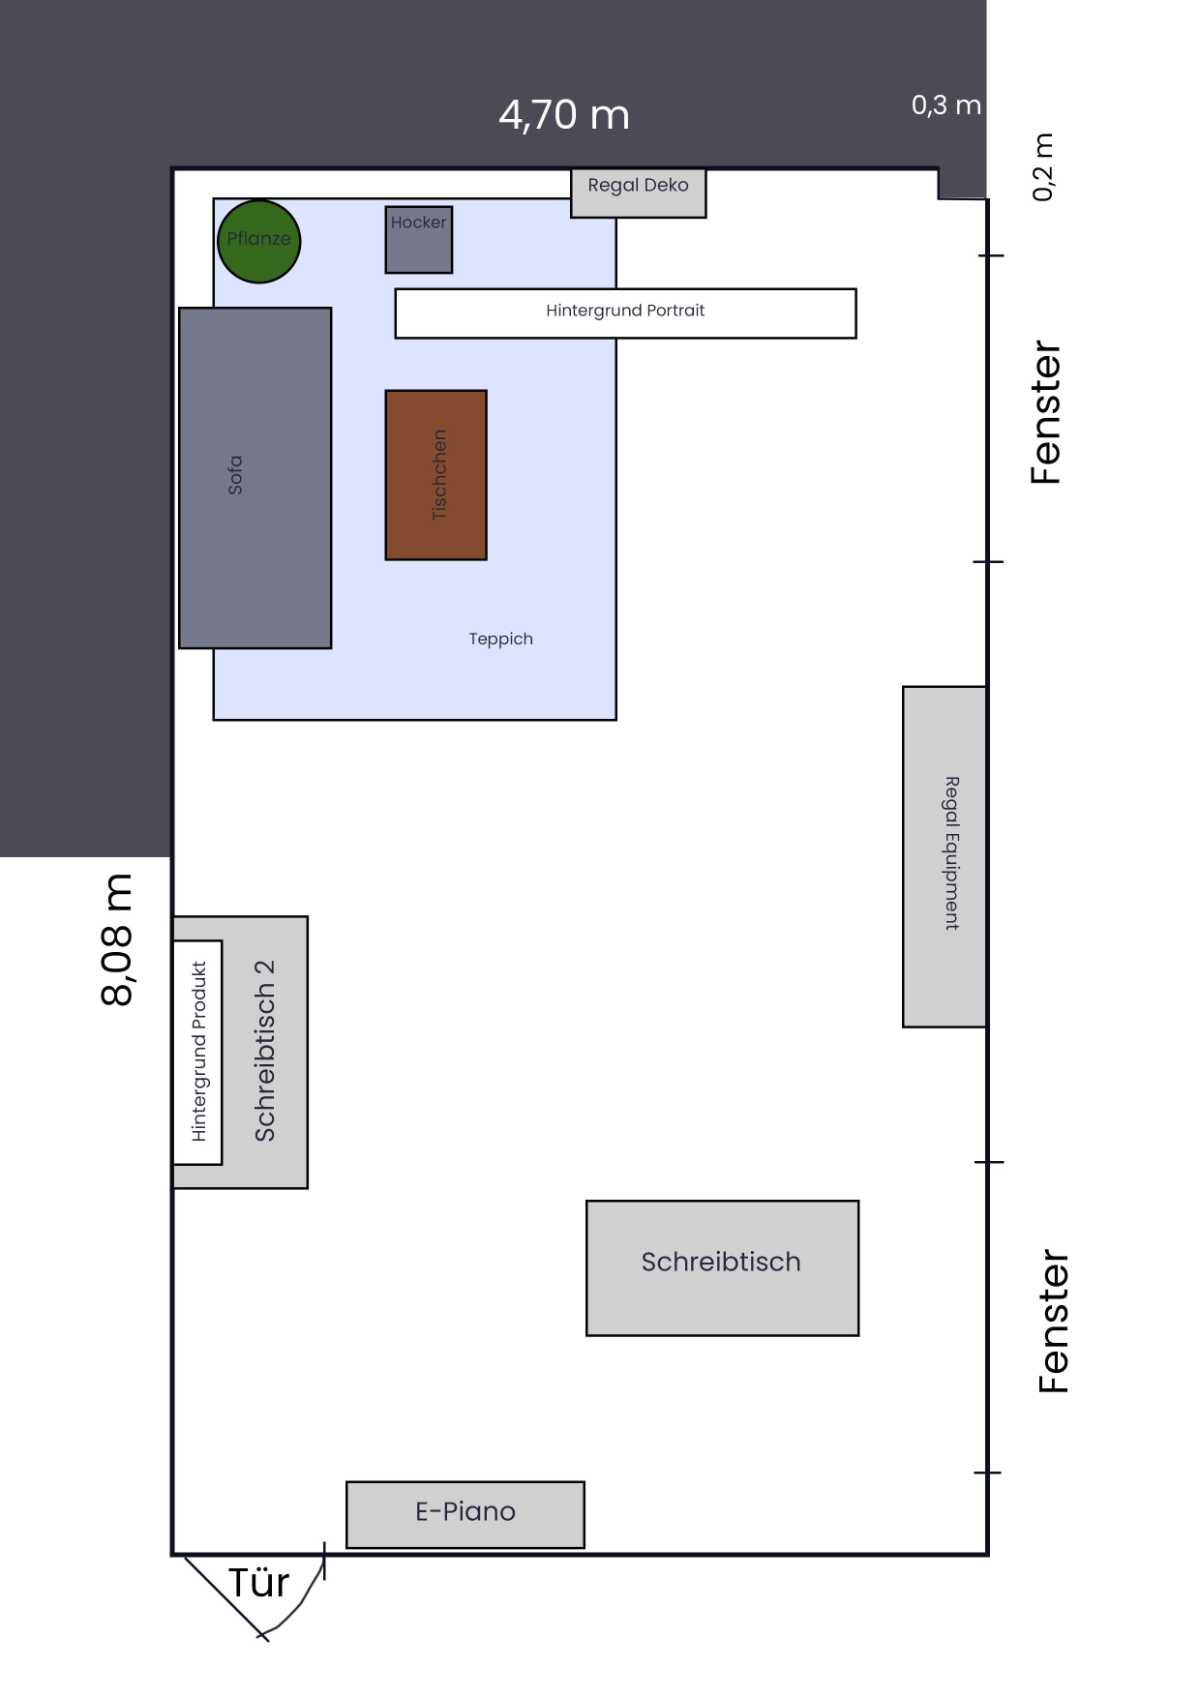 4,70 m
0,3 m
0,2 m
Regal Deko
Pflanze
Hocker
Hintergrund Portrait
Fenster
Sofa
Tischchen
Teppich
Regal Equipment
8,08 m
Hintergrund Produkt
Schreibtisch 2
Schreibtisch
Fenster
E-Piano
Tür